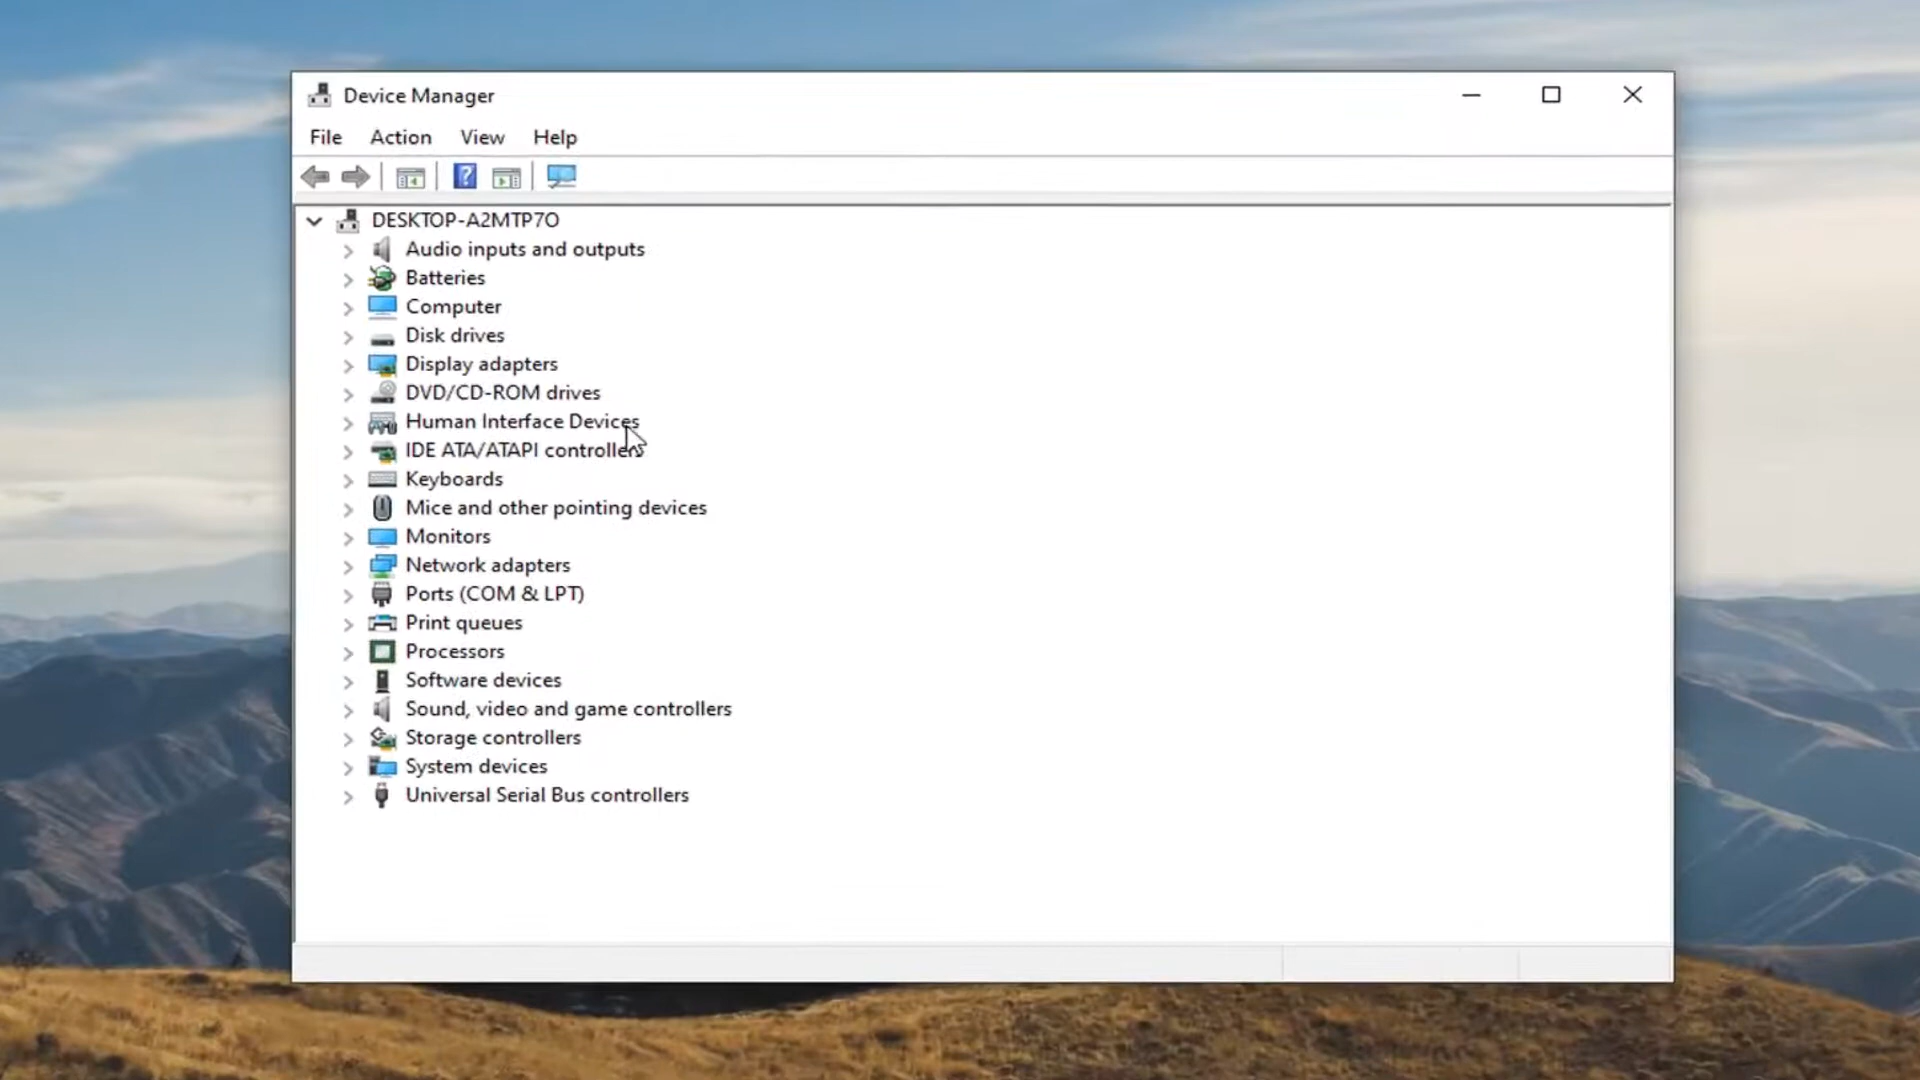 Device Manager
File Action View Help
DESKTOP-A2MTP7O
Audio inputs and outputs
Batteries
Computer
Disk drives
Display adapters
DVD/CD-ROM drives
Human Interface Devices
IDE ATA/ATAPI controllers
Keyboards
Mice and other pointing devices
Monitors
Network adapters
Ports (COM & LPT)
Print queues
Processors
Software devices
Sound, video and game controllers
Storage controllers
System devices
Universal Serial Bus controllers